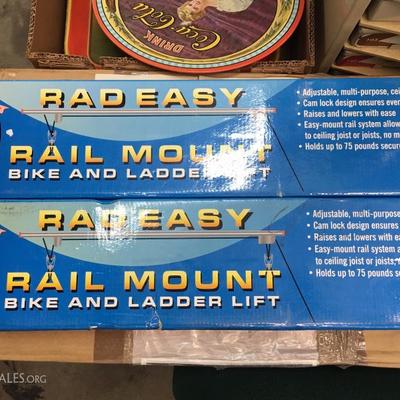 DRINK
Coca-Cola
RAD EASY
RAIL MOUNT
BIKE AND LADDER LIFT
• Adjustable, multi-purpose, cei
• Cam lock design ensures even
• Raises and lowers with ease
• Easy-mount rail system allow
to ceiling joist or joists, no m
• Holds up to 75 pounds secur
RAD EASY
RAIL MOUNT
BIKE AND LADDER LIFT
• Adjustable, multi-purpose
• Cam lock design ensures
• Raises and lowers with ea
• Easy-mount rail system a
to ceiling joist or joists,
• Holds up to 75 pounds se
ALES.ORG